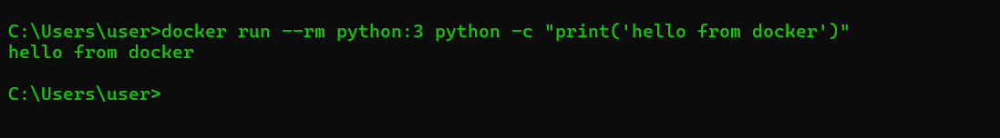 C:\Users\user>docker run --rm python:3 python -c "print('hello from docker')"
hello from docker
C:\Users\user>